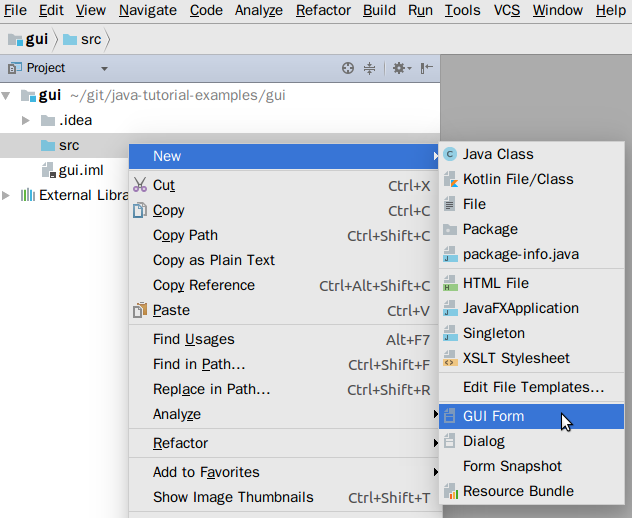 File Edit View Navigate Code Analyze Refactor Build Run Tools VCS Window Help
gui src
Project
gui ~/git/java-tutorial-examples/gui
.idea
src
gui.iml
External Libra
New
Cut Ctrl+X
Copy Ctrl+C
Copy Path Ctrl+Shift+C
Copy as Plain Text
Copy Reference Ctrl+Alt+Shift+C
Paste Ctrl+V
Find Usages Alt+F7
Find in Path... Ctrl+Shift+F
Replace in Path... Ctrl+Shift+R
Analyze
Refactor
Add to Favorites
Show Image Thumbnails Ctrl+Shift+T
Java Class
Kotlin File/Class
File
Package
package-info.java
HTML File
JavaFXApplication
Singleton
XSLT Stylesheet
Edit File Templates...
GUI Form
Dialog
Form Snapshot
Resource Bundle